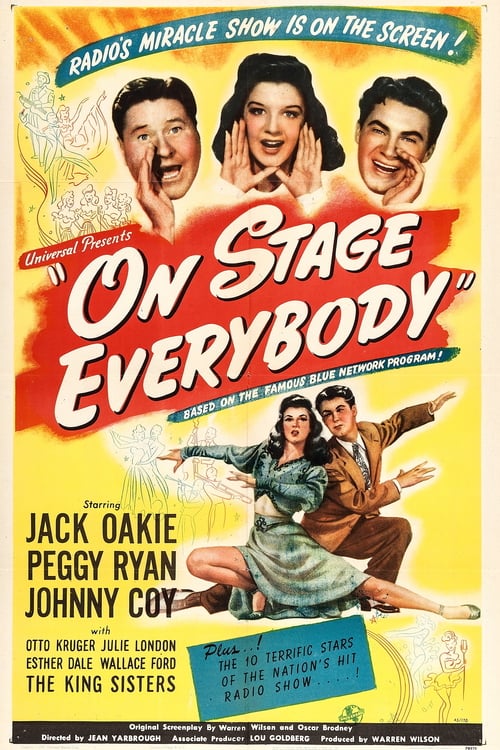 RADIO'S MIRACLE SHOW IS ON THE SCREEN!
Universal Presents
"ON STAGE
EVERYBODY"
BASED ON THE FAMOUS BLUE NETWORK PROGRAM!
Starring
JACK OAKIE
PEGGY RYAN
JOHNNY COY
with
OTTO KRUGER JULIE LONDON
ESTHER DALE WALLACE FORD
THE KING SISTERS
Plus..!
THE 10 TERRIFIC STARS
OF THE NATION'S HIT
RADIO SHOW.....!
Original Screenplay By Warren Wilson and Oscar Brodney
Directed by JEAN YARBROUGH Associate Producer LOU GOLDBERG Produced by WARREN WILSON